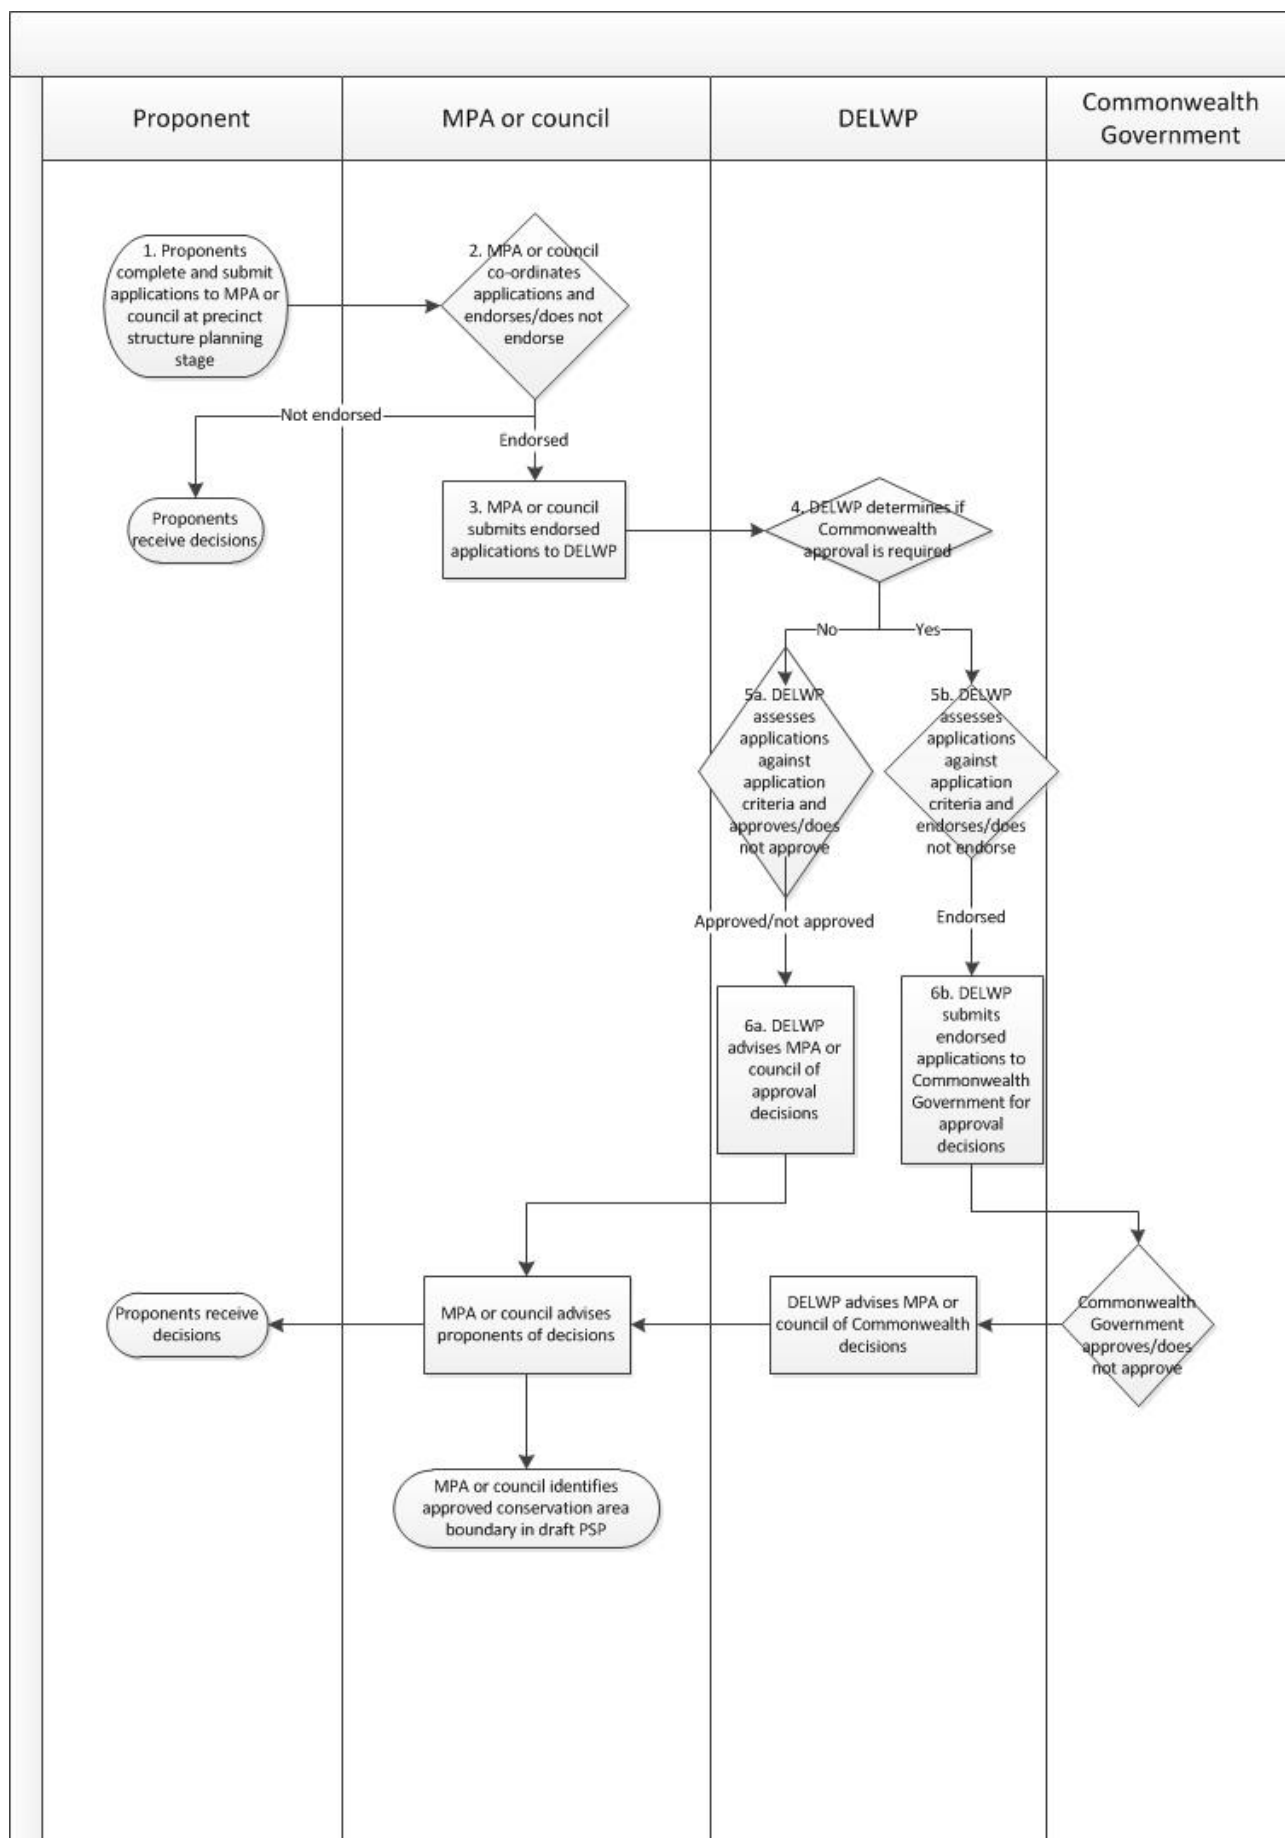 Proponent
MPA or council
DELWP
Commonwealth
Government
1. Proponents
complete and submit
applications to MPA or
council at precinct
structure planning
stage
2. MPA or council
co-ordinates
applications and
endorses/does not
endorse
Not endorsed
Endorsed
Proponents
receive decisions
3. MPA or council
submits endorsed
applications to DELWP
4. DELWP determines if
Commonwealth
approval is required
No
Yes
5a. DELWP
assesses
applications
against
application
criteria and
approves/does
not approve
5b. DELWP
assesses
applications
against
application
criteria and
endorses/does
not endorse
Approved/not approved
Endorsed
6a. DELWP
advises MPA or
council of
approval
decisions
6b. DELWP
submits
endorsed
applications to
Commonwealth
Government for
approval
decisions
Proponents receive
decisions
MPA or council advises
proponents of decisions
DELWP advises MPA or
council of Commonwealth
decisions
Commonwealth
Government
approves/does
not approve
MPA or council identifies
approved conservation area
boundary in draft PSP